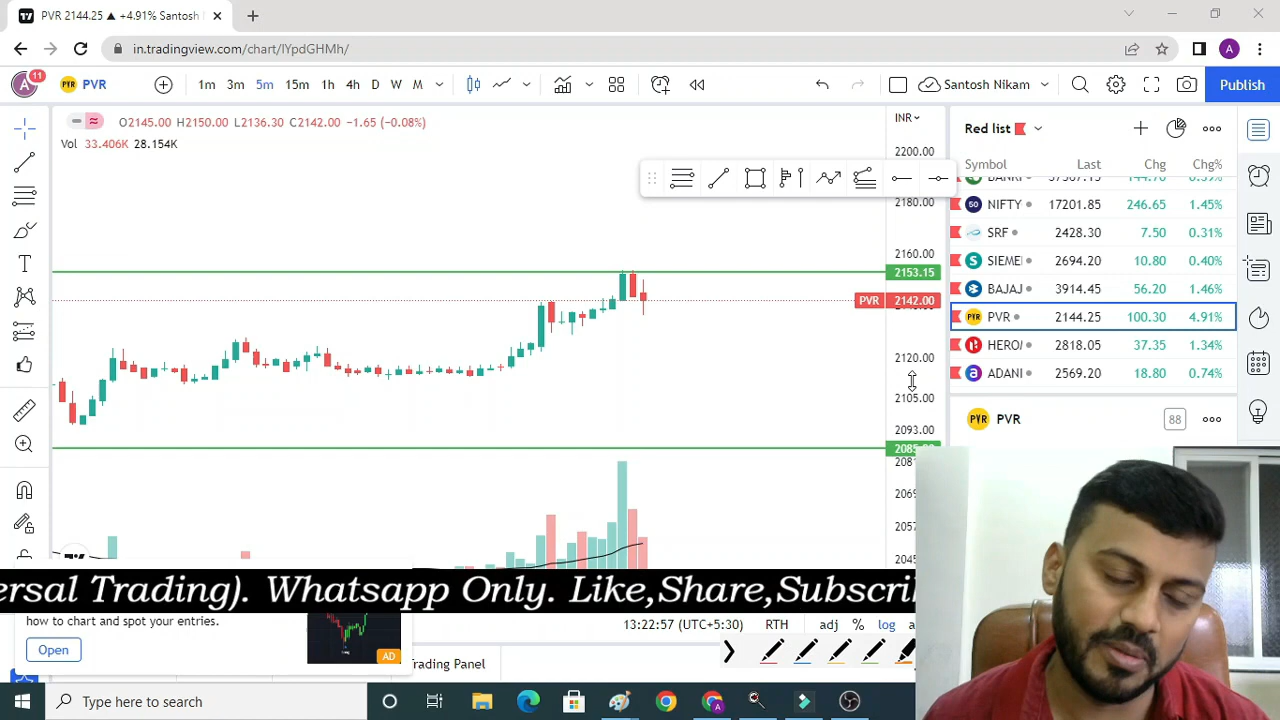 PVR 2144.25 ▲ +4.91% Santosh
in.tradingview.com/chart/IYpdGHMh/
A
A
11
PVR
PVR
1m 3m 5m 15m 1h 4h D W M
Santosh Nikam
Publish
O2145.00 H2150.00 L2136.30 C2142.00 −1.65 (−0.08%)
Vol 33.406K 28.154K
INR
2200.00
2180.00
2160.00
2153.15
PVR 2142.00
2120.00
2105.00
2093.00
Red list
Symbol Last Chg Chg%
50 NIFTY 17201.85 246.65 1.45%
SRF 2428.30 7.50 0.31%
SIEME 2694.20 10.80 0.40%
BAJAJ 3914.45 56.20 1.46%
PVR PVR 2144.25 100.30 4.91%
HERO 2818.05 37.35 1.34%
a ADANI 2569.20 18.80 0.74%
PVR PVR 88
ersal Trading). Whatsapp Only. Like,Share,Subscri
how to chart and spot your entries.
Open
AD
13:22:57 (UTC+5:30) RTH adj % log
rading Panel
Type here to search